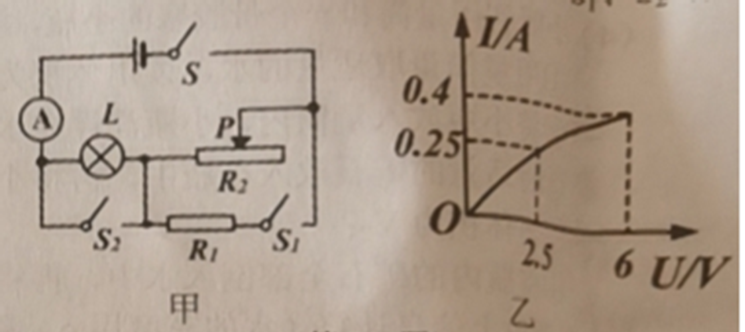 S
A
L
P
R₂
S₂
R₁
S₁
甲
I/A
0.4
0.25
O
2.5
6
U/V
乙